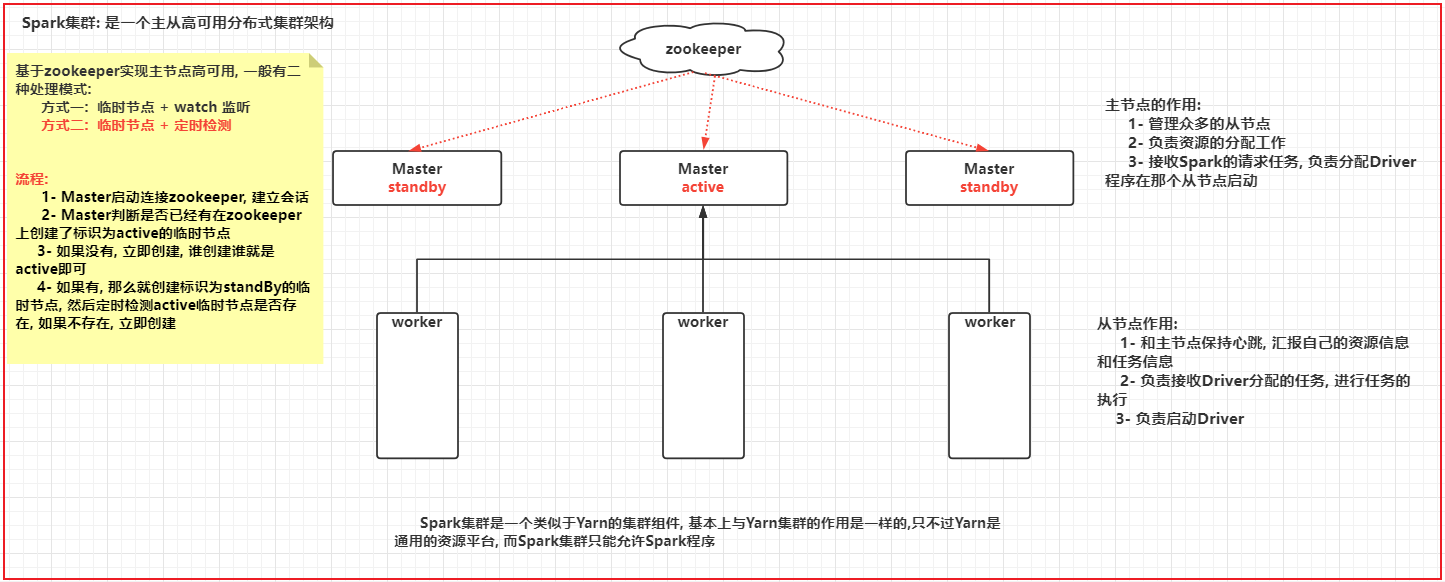 Spark集群: 是一个主从高可用分布式集群架构
基于zookeeper实现主节点高可用, 一般有二
种处理模式:
方式一：临时节点 + watch 监听
方式二：临时节点 + 定时检测
流程:
1- Master启动连接zookeeper, 建立会话
2- Master判断是否已经有在zookeeper
上创建了标识为active的临时节点
3- 如果没有, 立即创建, 谁创建谁就是
active即可
4- 如果有, 那么就创建标识为standBy的临
时节点, 然后定时检测active临时节点是否存
在, 如果不存在, 立即创建
zookeeper
Master
standby
Master
active
Master
standby
worker
worker
worker
主节点的作用:
1- 管理众多的从节点
2- 负责资源的分配工作
3- 接收Spark的请求任务, 负责分配Driver
程序在那个从节点启动
从节点作用:
1- 和主节点保持心跳, 汇报自己的资源信息
和任务信息
2- 负责接收Driver分配的任务, 进行任务的
执行
3- 负责启动Driver
Spark集群是一个类似于Yarn的集群组件, 基本上与Yarn集群的作用是一样的,只不过Yarn是
通用的资源平台, 而Spark集群只能允许Spark程序